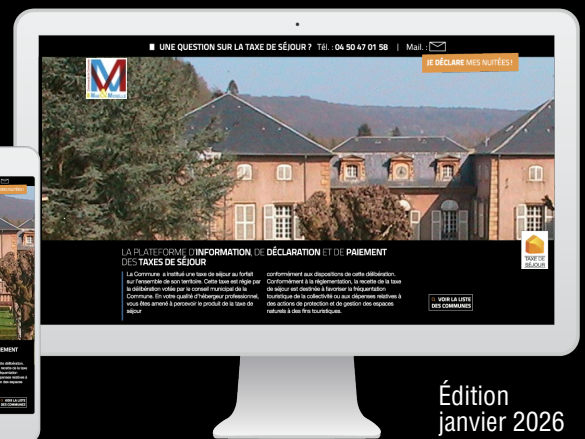 UNE QUESTION SUR LA TAXE DE SÉJOUR ? Tél. : 04 50 47 01 58 | Mail. :
JE DÉCLARE MES NUITÉES !
LA PLATEFORME D'INFORMATION, DE DÉCLARATION ET DE PAIEMENT
DES TAXES DE SÉJOUR
La Commune a institué une taxe de séjour au forfait
sur l'ensemble de son territoire. Cette taxe est régie par
la délibération votée par le conseil municipal de la
Commune. En votre qualité d'hébergeur professionnel,
vous êtes amené à percevoir le produit de la taxe de
séjour
conformément aux dispositions de cette délibération.
Conformément à la réglementation, la recette de la taxe
de séjour est destinée à favoriser la fréquentation
touristique de la collectivité ou aux dépenses relatives à
des actions de protection et de gestion des espaces
naturels à des fins touristiques.
TAXE DE
SÉJOUR
VOIR LA LISTE
DES COMMUNES
EMENT
VOIR LA LISTE
DES COMMUNES
Édition
janvier 2026